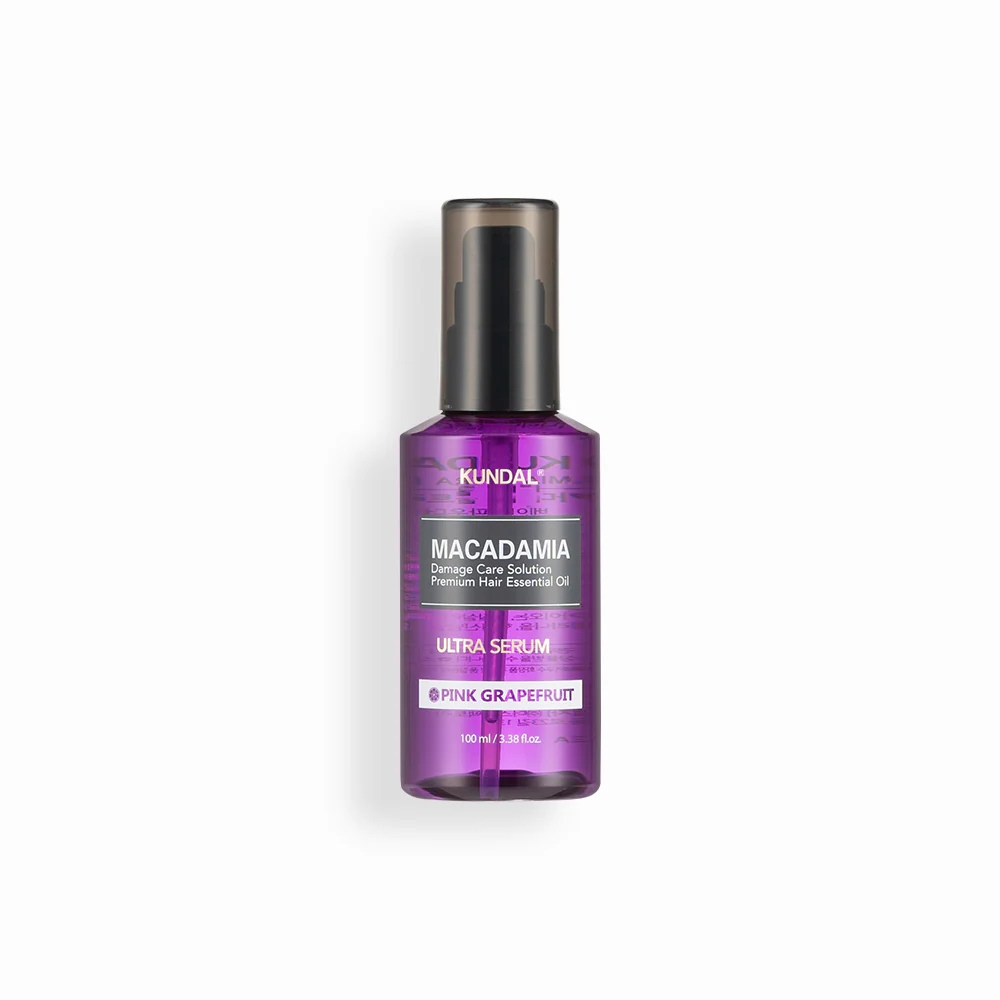 KUNDAL®
MACADAMIA
Damage Care Solution
Premium Hair Essential Oil
ULTRA SERUM
PINK GRAPEFRUIT
100 ml / 3.38 fl.oz.